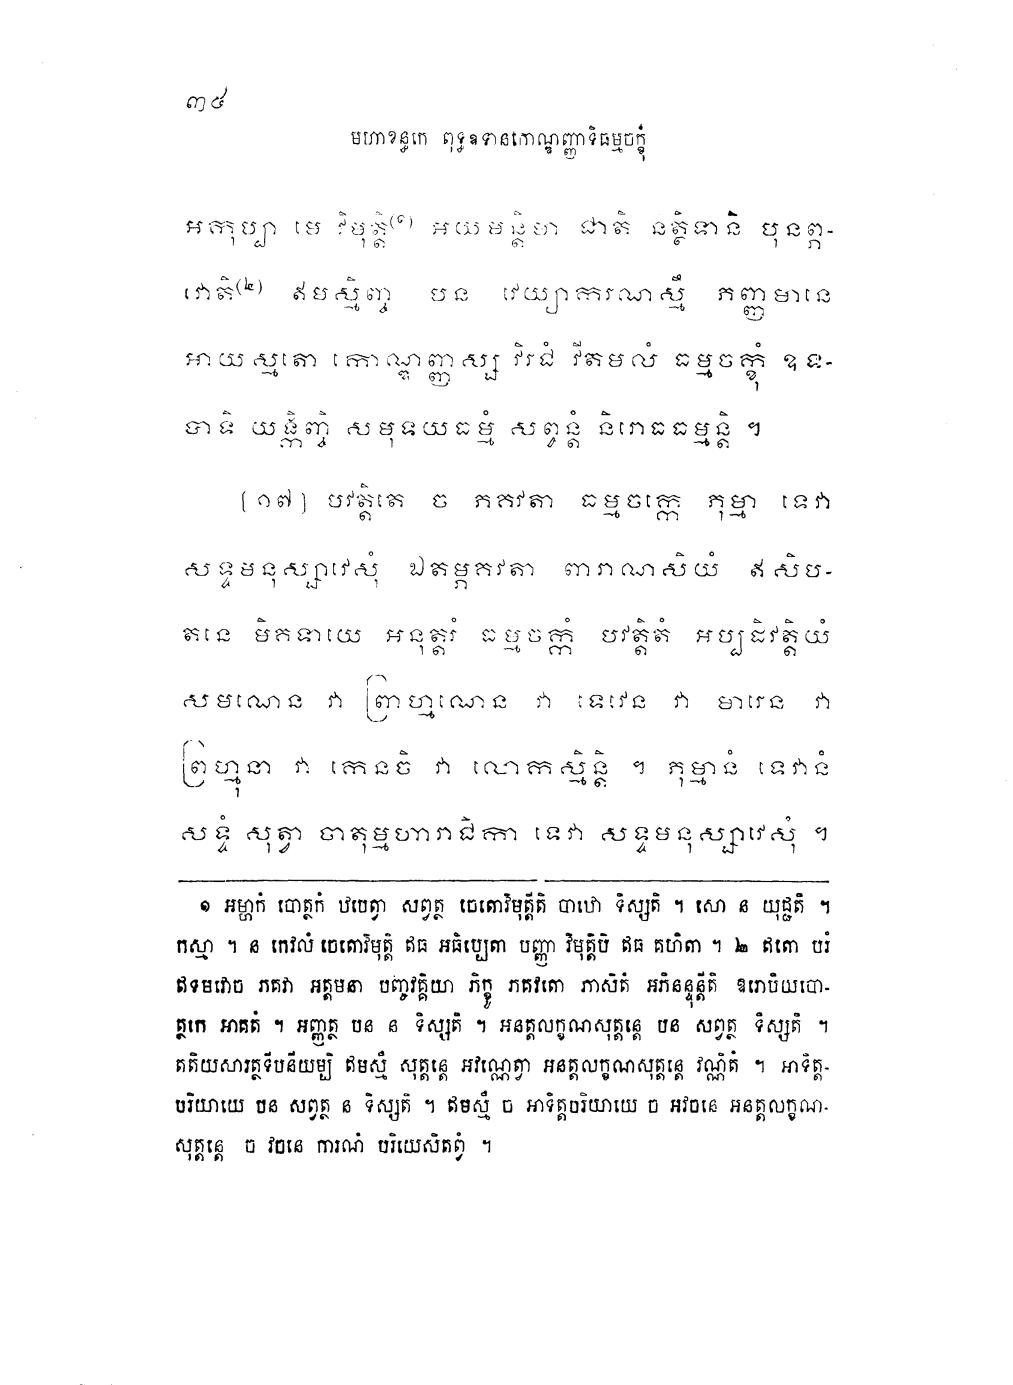 ៣៤
មហាខន្ធកេ ពុទ្ធឧទានកោណ្ឌញ្ញាទិធម្មចក្ខុំ
អកុប្បា មេ វិមុត្តិ(១) អយមន្តិមា ជាតិ នត្ថិទានិ បុនព្ភ-
វោតិ(២) ឥមស្មិញ្ច បន វេយ្យាករណស្មឹ ភញ្ញមានេ
អាយស្មតោ កោណ្ឌញ្ញស្ស វិរជំ វីតមលំ ធម្មចក្ខុំ ឧទ-
បាទិ យង្កិញ្ចិ សមុទយធម្មំ សព្វន្តំ និរោធធម្មន្តិ ។
[១៧] បវត្តិតេ ច ភគវតា ធម្មចក្កេ ភុម្មា ទេវា
សទ្ទមនុស្សាវេសុំ ឯតម្ភគវតា ពារាណសិយំ ឥសិប-
តនេ មិគទាយេ អនុត្តរំ ធម្មចក្កំ បវត្តិតំ អប្បដិវត្តិយំ
សមណេន វា ព្រាហ្មណេន វា ទេវេន វា មារេន វា
ព្រហ្មុនា វា កេនចិ វា លោកស្មិន្តិ ។ ភុម្មានំ ទេវានំ
សទ្ទំ សុត្វា ចាតុម្មហារាជិកា ទេវា សទ្ទមនុស្សាវេសុំ ។
១ អម្ហាកំ បោត្ថកំ ឋបេត្វា សព្វត្ថ ចេតោវិមុត្តីតិ បាឋោ ទិស្សតិ ។ សោ ន យុជ្ជតិ ។
កស្មា ។ ន កេវលំ ចេតោវិមុត្តិ ឥធ អធិប្បេតា បញ្ញា វិមុត្តិបិ ឥធ គហិតា ។ ២ ឥតោ បរំ
ឥទមវោច ភគវា អត្តមនា បញ្ចវគ្គិយា ភិក្ខូ ភគវតោ ភាសិតំ អភិនន្ទុន្តីតិ ឱរោបិយបោ-
ត្ថកេ អាគតំ ។ អញ្ញត្ថ បន ន ទិស្សតិ ។ អនត្តលក្ខណសុត្តន្តេ បន សព្វត្ថ ទិស្សតិ ។
តតិយសារត្ថទីបនីយម្បិ ឥមស្មឹ សុត្តន្តេ អវណ្ណេត្វា អនត្តលក្ខណសុត្តន្តេ វណ្ណិតំ ។ អាទិត្ត-
បរិយាយេ បន សព្វត្ថ ន ទិស្សតិ ។ ឥមស្មឹ ច អាទិត្តបរិយាយេ ច អវចនេ អនត្តលក្ខណ-
សុត្តន្តេ ច វចនេ ការណំ បរិយេសិតព្វំ ។